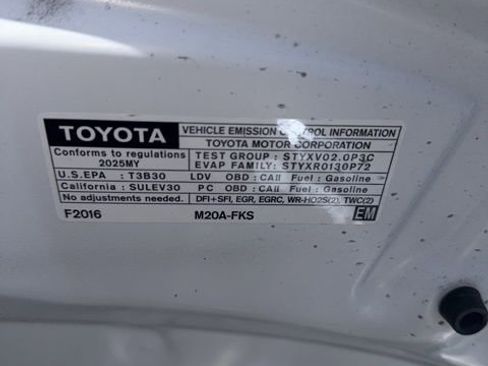 TOYOTA
VEHICLE EMISSION CONTROL INFORMATION
TOYOTA MOTOR CORPORATION
Conforms to regulations
2025MY
TEST GROUP : STYXV02.0P3C
EVAP FAMILY: STYXR0130P72
U.S.EPA : T3B30 LDV OBD : CAⅡ Fuel : Gasoline
California : SULEV30 PC OBD : CAⅡ Fuel : Gasoline
No adjustments needed. DFI+SFI, EGR, EGRC, WR-HO2S(2), TWC(2)
F2016 M20A-FKS EM